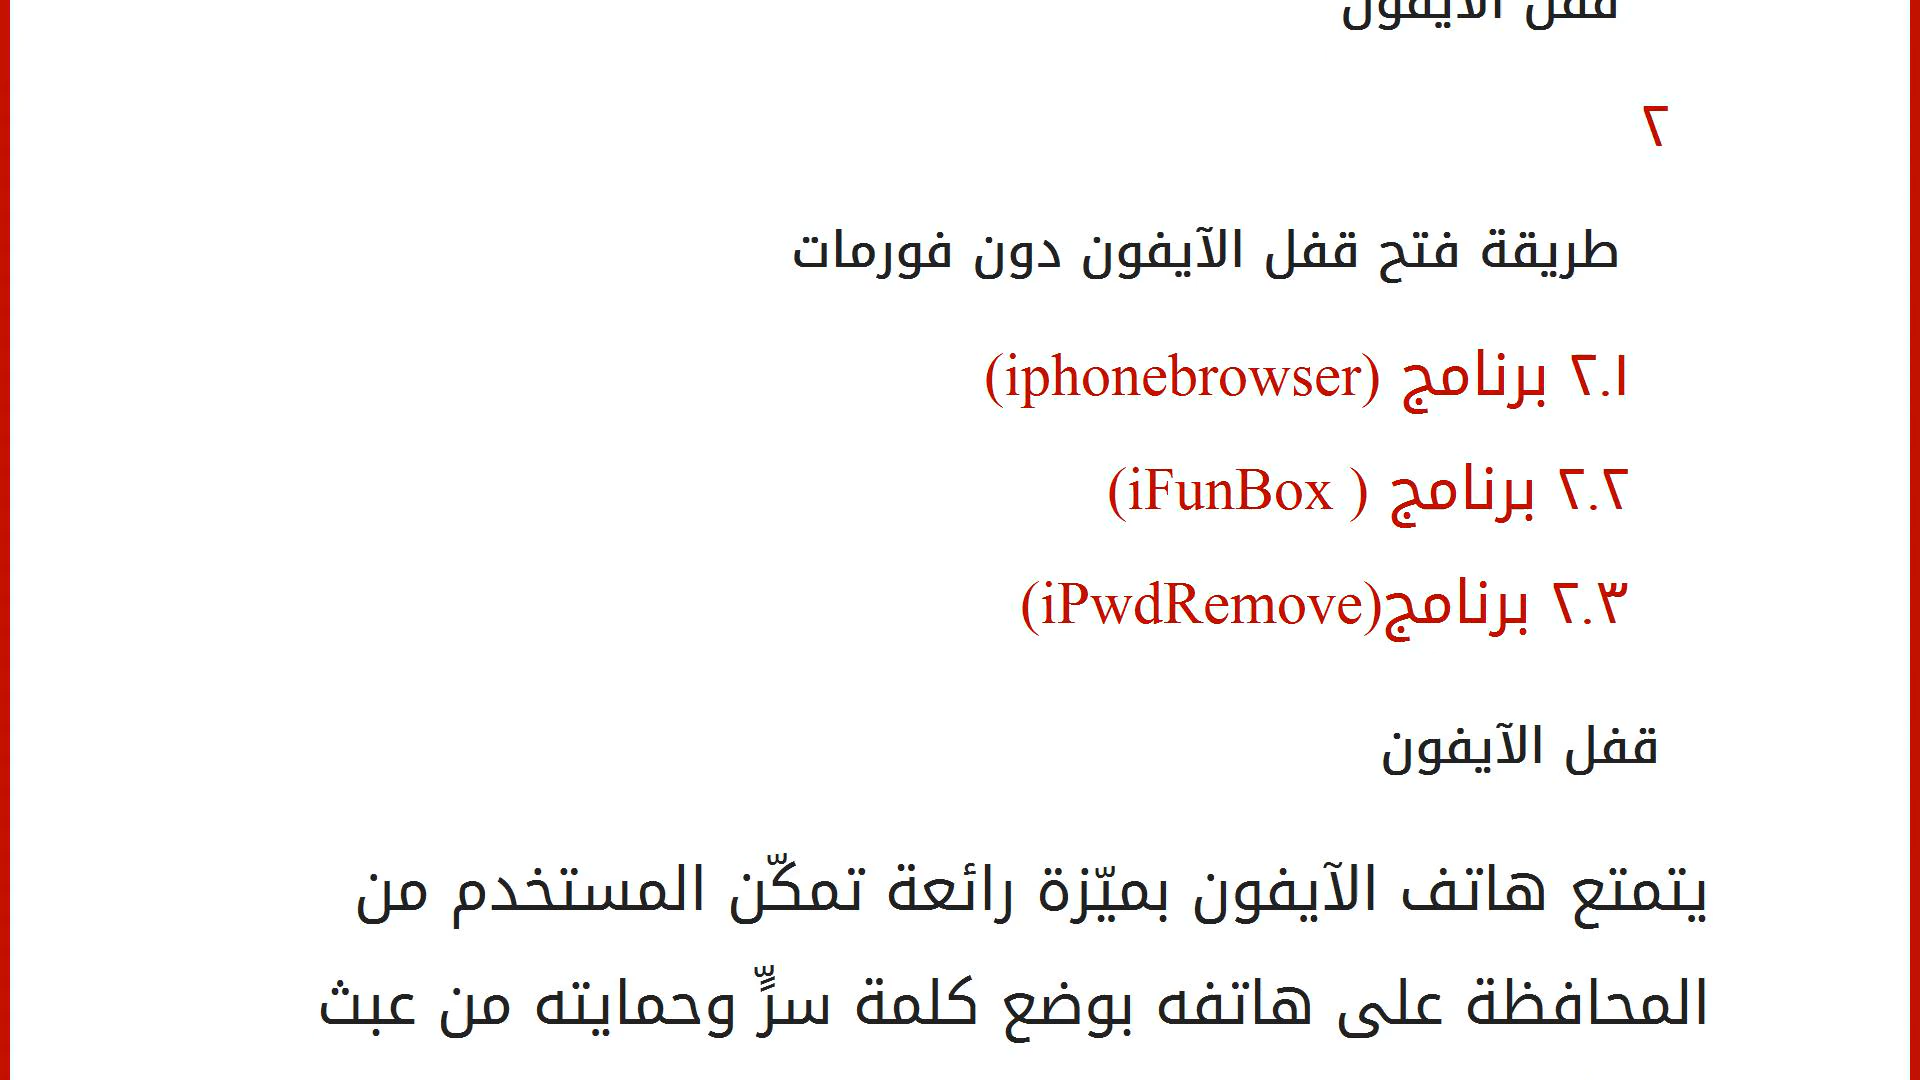 قفل الآيفون
٢
طريقة فتح قفل الآيفون دون فورمات
٢.١ برنامج (iphonebrowser)
٢.٢ برنامج ( iFunBox)
٢.٣ برنامج(iPwdRemove)
قفل الآيفون
يتمتع هاتف الآيفون بميّزة رائعة تمكّن المستخدم من
المحافظة على هاتفه بوضع كلمة سرٍّ وحمايته من عبث